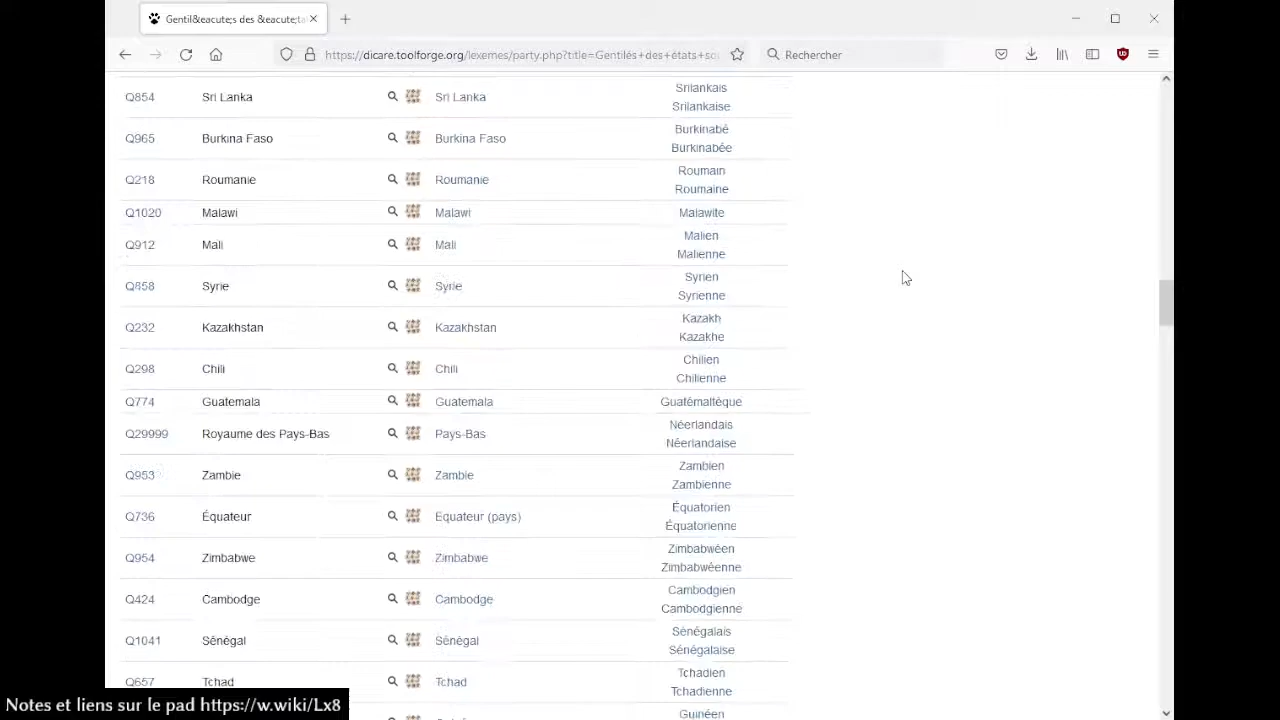 Gentil&eacute;s des &eacute;ta
https://dicare.toolforge.org/lexemes/party.php?title=Gentilés+des+états+so
Rechercher
Q854 Sri Lanka Sri Lanka Srilankais
Srilankaise
Q965 Burkina Faso Burkina Faso Burkinabé
Burkinabée
Q218 Roumanie Roumanie Roumain
Roumaine
Q1020 Malawi Malawi Malawite
Q912 Mali Mali Malien
Malienne
Q858 Syrie Syrie Syrien
Syrienne
Q232 Kazakhstan Kazakhstan Kazakh
Kazakhe
Q298 Chili Chili Chilien
Chilienne
Q774 Guatemala Guatemala Guatémaltèque
Q29999 Royaume des Pays-Bas Pays-Bas Néerlandais
Néerlandaise
Q953 Zambie Zambie Zambien
Zambienne
Q736 Équateur Équateur (pays) Équatorien
Équatorienne
Q954 Zimbabwe Zimbabwe Zimbabwéen
Zimbabwéenne
Q424 Cambodge Cambodge Cambodgien
Cambodgienne
Q1041 Sénégal Sénégal Sénégalais
Sénégalaise
Q657 Tchad Tchad Tchadien
Tchadienne
Guinéen
Notes et liens sur le pad https://w.wiki/Lx8